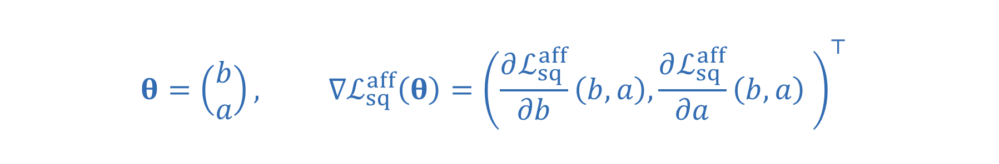 𝛉 = (b a)ᵀ, ∇ℒ_sq^aff(𝛉) = (∂ℒ_sq^aff/∂b (b, a), ∂ℒ_sq^aff/∂a (b, a))^⊤